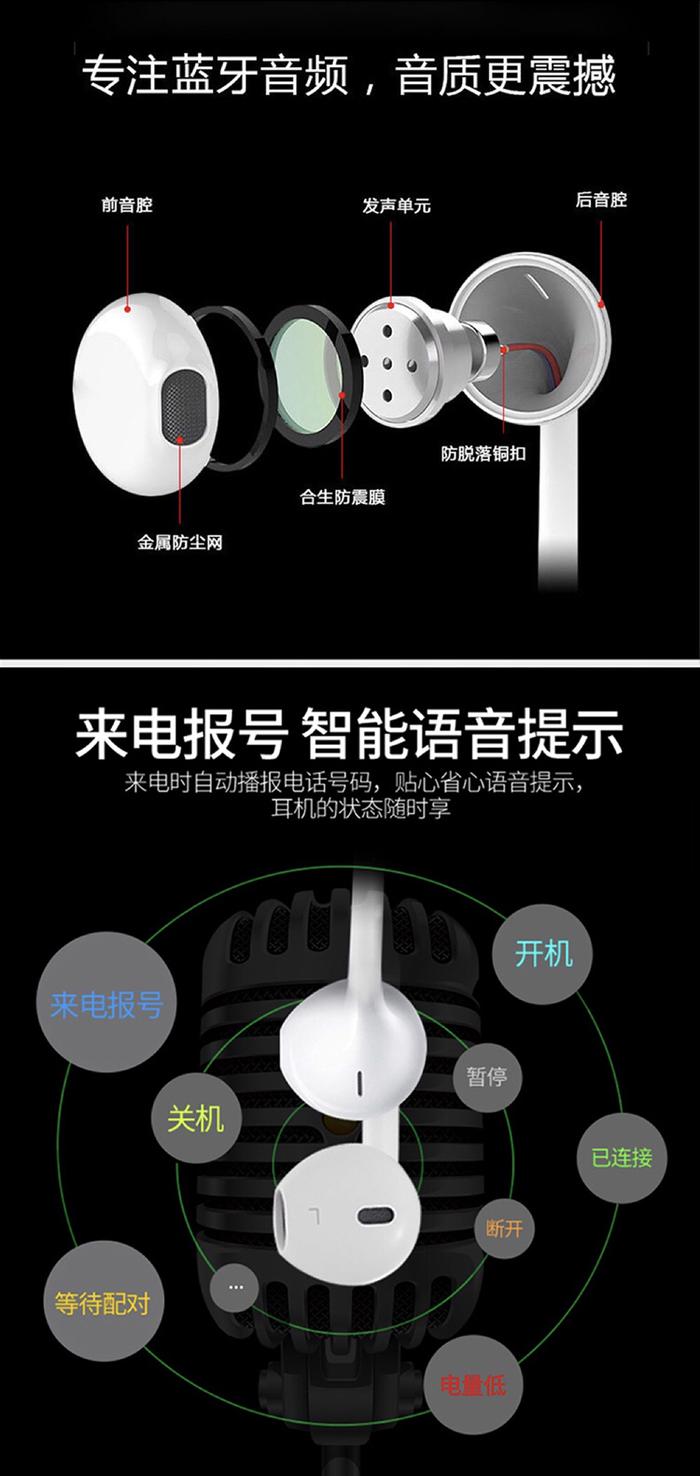 专注蓝牙音频，音质更震撼
前音腔
发声单元
后音腔
防脱落铜扣
合生防震膜
金属防尘网
来电报号 智能语音提示
来电时自动播报电话号码，贴心省心语音提示，
耳机的状态随时享
开机
来电报号
暂停
关机
已连接
断开
...
等待配对
电量低
L